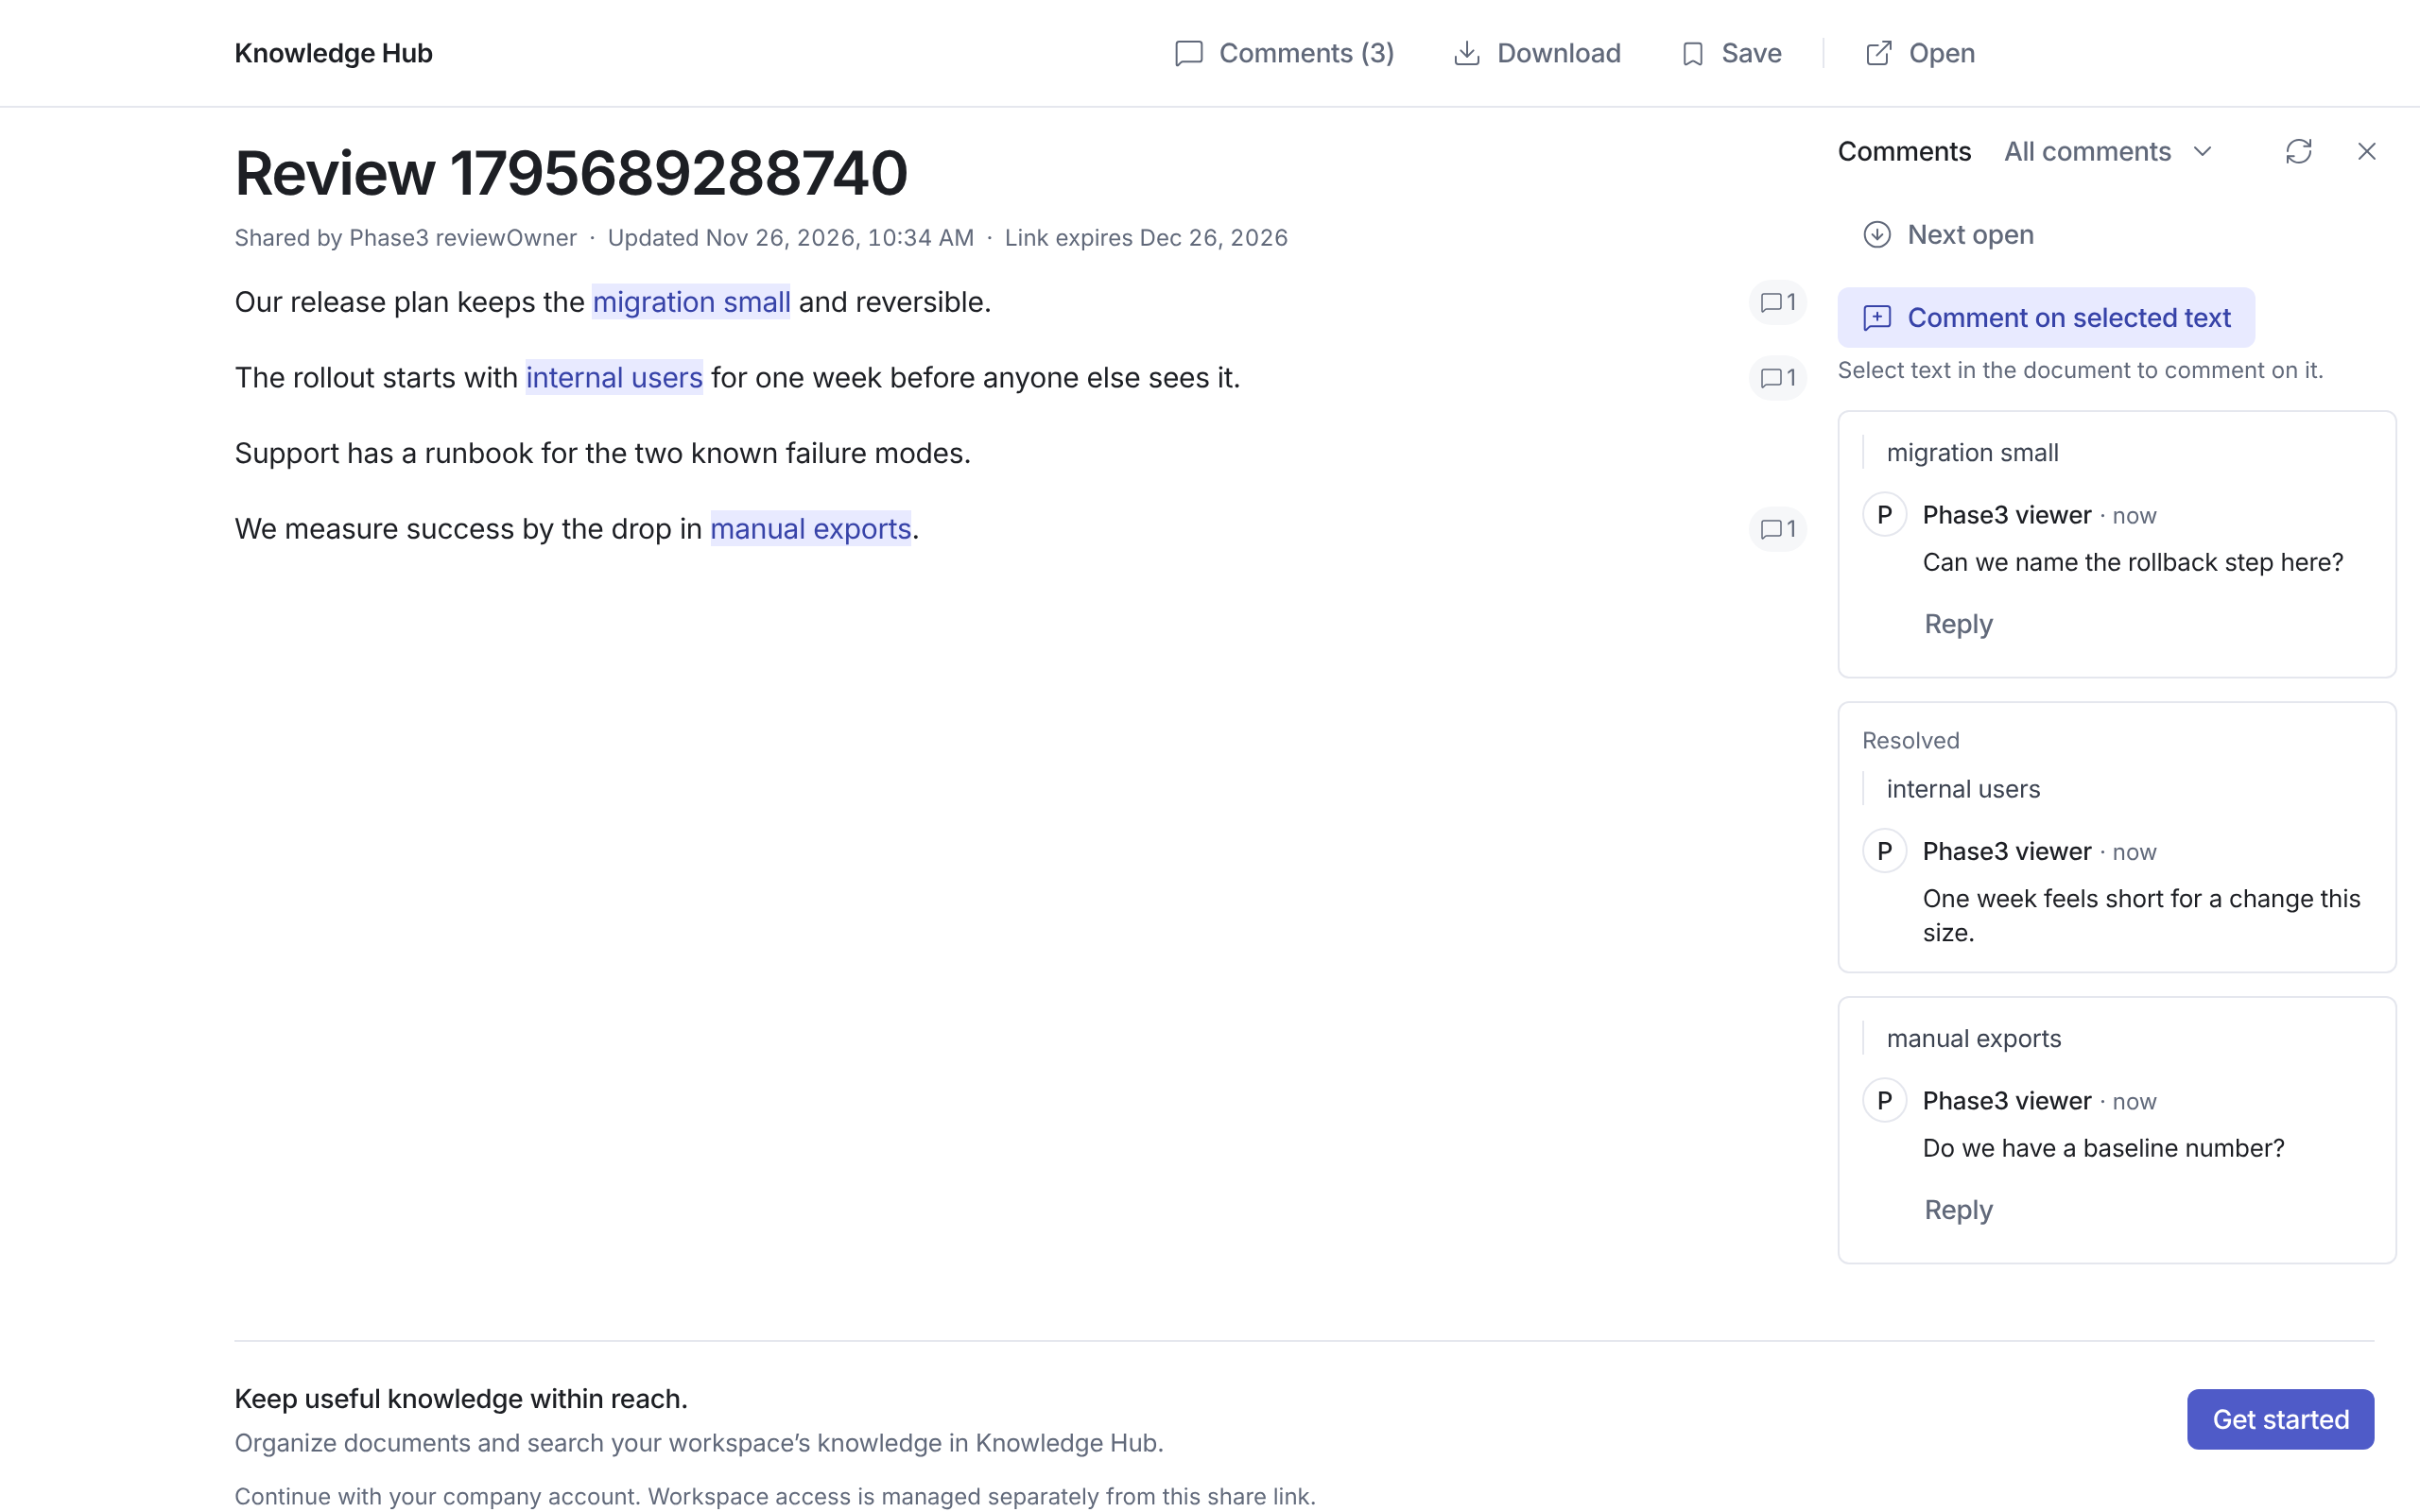 Knowledge Hub
Comments (3)
Download
Save
Open
Review 1795689288740
Shared by Phase3 reviewOwner · Updated Nov 26, 2026, 10:34 AM · Link expires Dec 26, 2026
Our release plan keeps the migration small and reversible.
1
The rollout starts with internal users for one week before anyone else sees it.
1
Support has a runbook for the two known failure modes.
We measure success by the drop in manual exports.
1
Comments
All comments
Next open
Comment on selected text
Select text in the document to comment on it.
migration small
P
Phase3 viewer · now
Can we name the rollback step here?
Reply
Resolved
internal users
P
Phase3 viewer · now
One week feels short for a change this
size.
manual exports
P
Phase3 viewer · now
Do we have a baseline number?
Reply
Keep useful knowledge within reach.
Organize documents and search your workspace’s knowledge in Knowledge Hub.
Continue with your company account. Workspace access is managed separately from this share link.
Get started